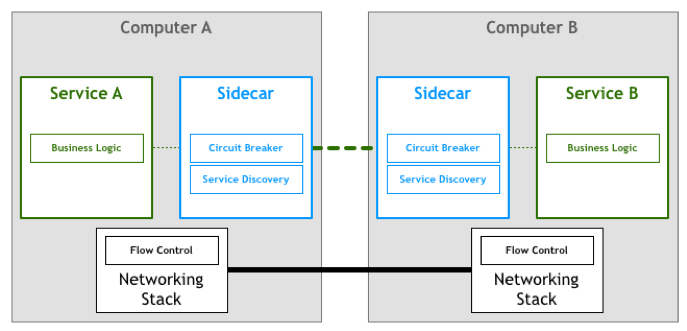 Computer A
Service A
Business Logic
Sidecar
Circuit Breaker
Service Discovery
Flow Control
Networking
Stack
Computer B
Sidecar
Circuit Breaker
Service Discovery
Service B
Business Logic
Flow Control
Networking
Stack